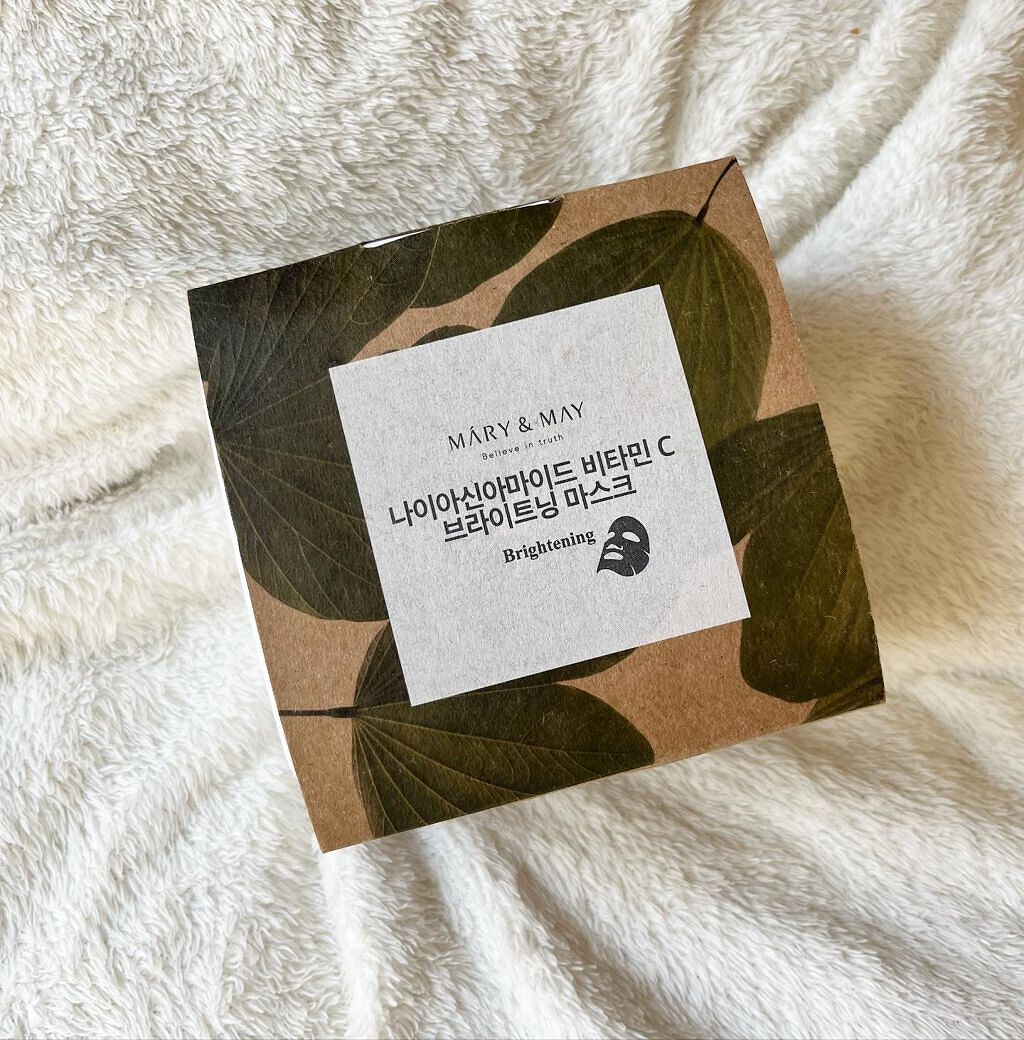 MÁRY & MAY
Believe in truth
나이아신아마이드 비타민 C
브라이트닝 마스크
Brightening